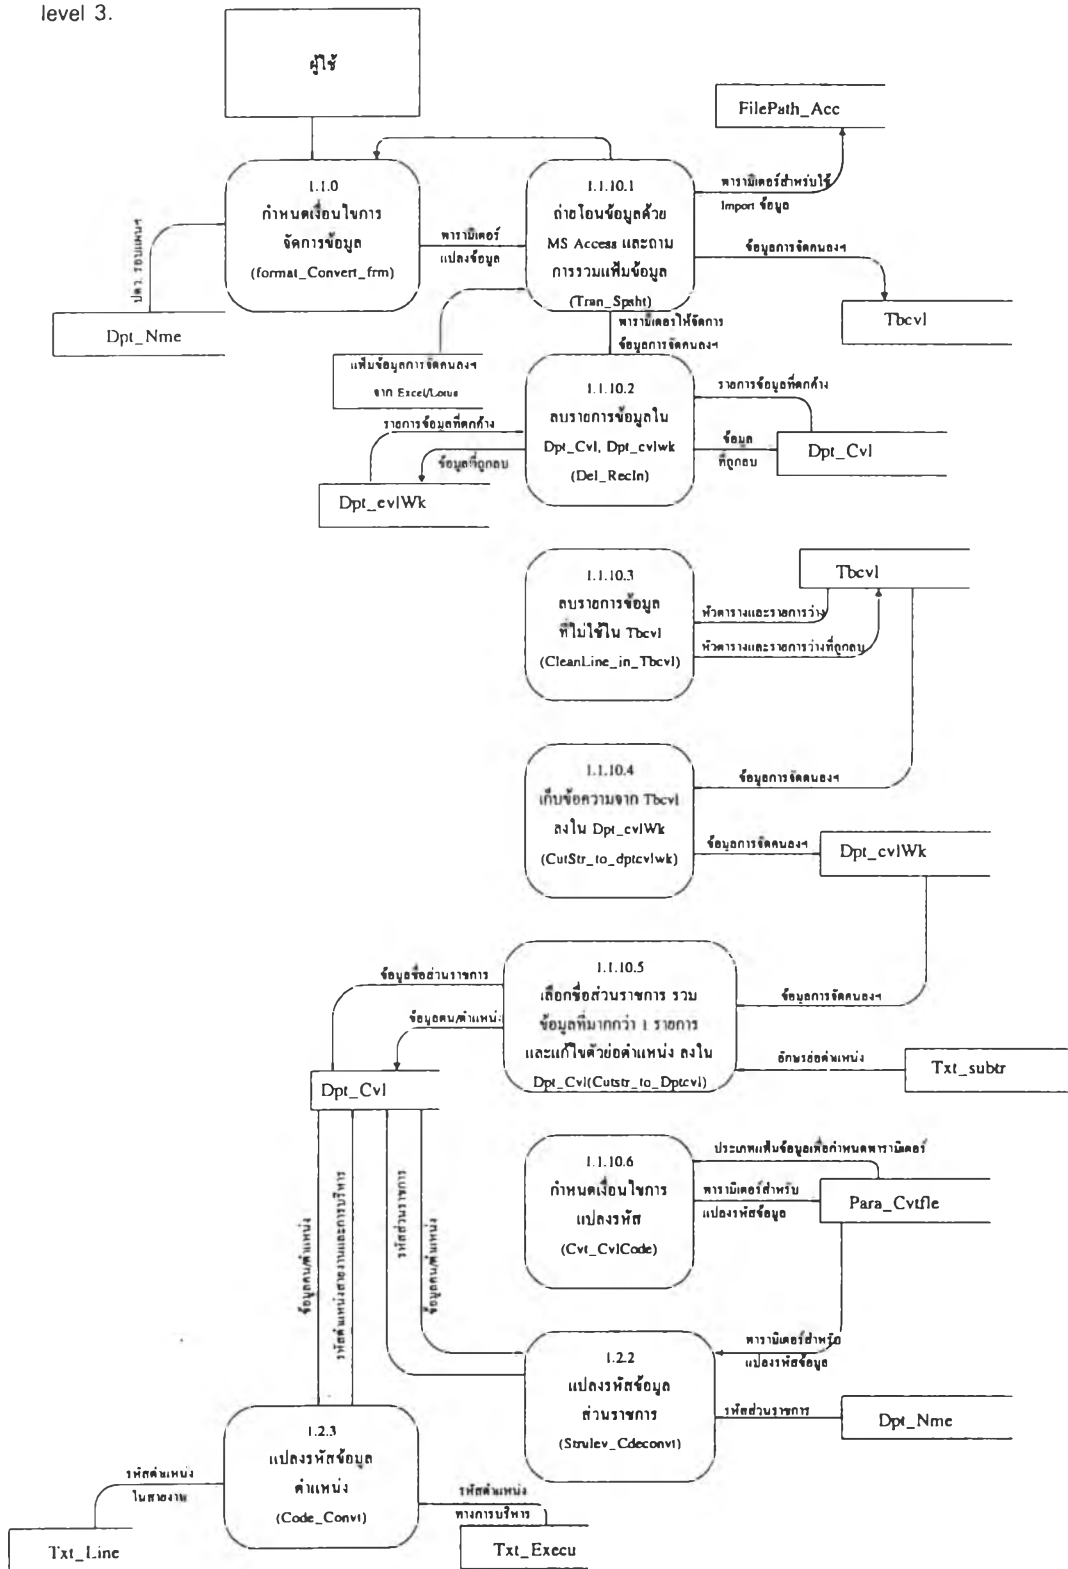 level 3.
ผู้ใช้
FilePath_Acc
1.1.0
กำหนดเงื่อนไขการ
จัดการข้อมูล
(format_Convert_frm)
พารามิเตอร์
แปลงข้อมูล
1.1.10.1
ถ่ายโอนข้อมูลด้วย
MS Access และถาม
การรวมแฟ้มข้อมูล
(Tran_Spsht)
พารามิเตอร์สำหรับใช้
Import ข้อมูล
ข้อมูลการจัดคนลงฯ
Tbcvl
Dpt_Nme
แฟ้มข้อมูลการจัดคนลงฯ
จาก Excel/Lotus
พารามิเตอร์ให้จัดการ
ข้อมูลการจัดคนลงฯ
1.1.10.2
ลบรายการข้อมูลใน
Dpt_Cvl, Dpt_cvlwk
(Del_RecIn)
รายการข้อมูลที่ตกค้าง
ข้อมูลที่ถูกลบ
Dpt_evlWk
รายการข้อมูลที่ตกค้าง
ข้อมูล
ที่ถูกลบ
Dpt_Cvl
1.1.10.3
ลบรายการข้อมูล
ที่ไม่ใช้ใน Tbcvl
(CleanLine_in_Tbcvl)
Tbcvl
หัวตารางและรายการว่าง
หัวตารางและรายการว่างที่ถูกลบ
1.1.10.4
เก็บข้อความจาก Tbcvl
ลงใน Dpt_cvlWk
(CutStr_to_dptcvlwk)
ข้อมูลการจัดคนลงฯ
ข้อมูลการจัดคนลงฯ
Dpt_cvlWk
1.1.10.5
เลือกชื่อส่วนราชการ รวม
ข้อมูลที่มากกว่า 1 รายการ
และแก้ไขตัวย่อตำแหน่ง ลงใน
Dpt_Cvl(Cutstr_to_Dptcvl)
ข้อมูลชื่อส่วนราชการ
ข้อมูลคน/ตำแหน่ง
ข้อมูลการจัดคนลงฯ
อักษรย่อตำแหน่ง
Txt_subtr
Dpt_Cvl
1.1.10.6
กำหนดเงื่อนไขการ
แปลงรหัส
(Cvt_CvlCode)
ประเภทแฟ้มข้อมูลเพื่อกำหนดพารามิเตอร์
พารามิเตอร์สำหรับ
แปลงรหัสข้อมูล
Para_Cvtfle
ข้อมูลคน/ตำแหน่ง
รหัสตำแหน่งสายงานและการบริหาร
รหัสส่วนราชการ
ข้อมูลคน/ตำแหน่ง
พารามิเตอร์สำหรับ
แปลงรหัสข้อมูล
1.2.2
แปลงรหัสข้อมูล
ส่วนราชการ
(Strulev_Cdeconvt)
รหัสส่วนราชการ
Dpt_Nme
1.2.3
แปลงรหัสข้อมูล
ตำแหน่ง
(Code_Convt)
รหัสตำแหน่ง
ในสายงาน
Txt_Line
รหัสตำแหน่ง
ทางการบริหาร
Txt_Execu